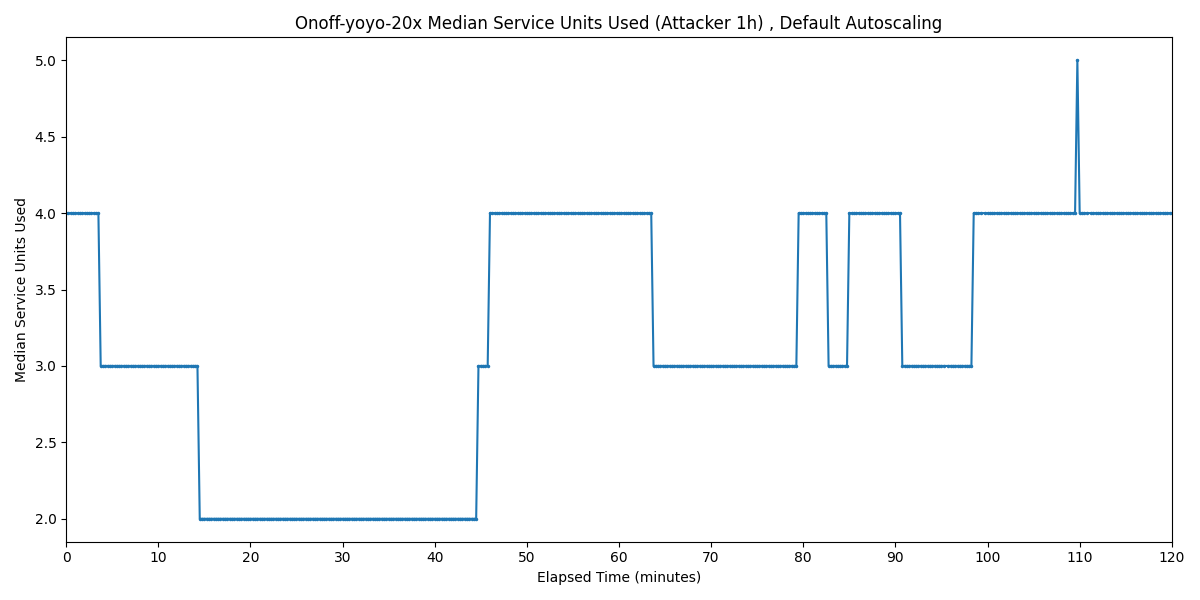 Onoff-yoyo-20x Median Service Units Used (Attacker 1h) , Default Autoscaling
Median Service Units Used
5.0
4.5
4.0
3.5
3.0
2.5
2.0
0 10 20 30 40 50 60 70 80 90 100 110 120
Elapsed Time (minutes)